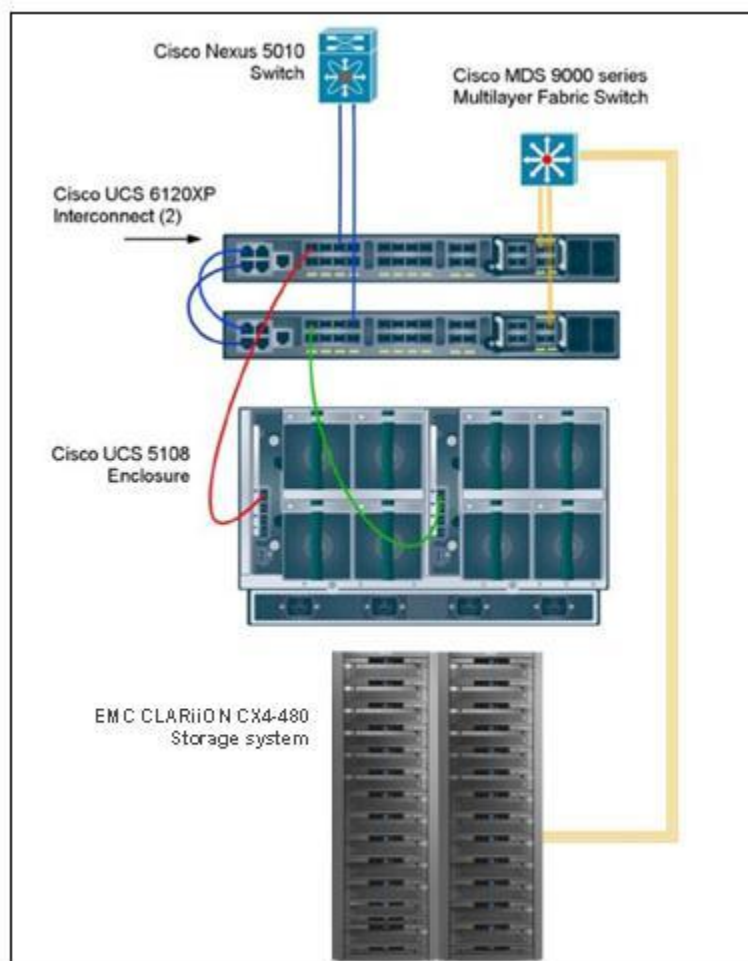 Cisco Nexus 5010
Switch
Cisco MDS 9000 series
Multilayer Fabric Switch
Cisco UCS 6120XP
Interconnect (2)
Cisco UCS 5108
Enclosure
EMC CLARiiON CX4-480
Storage system